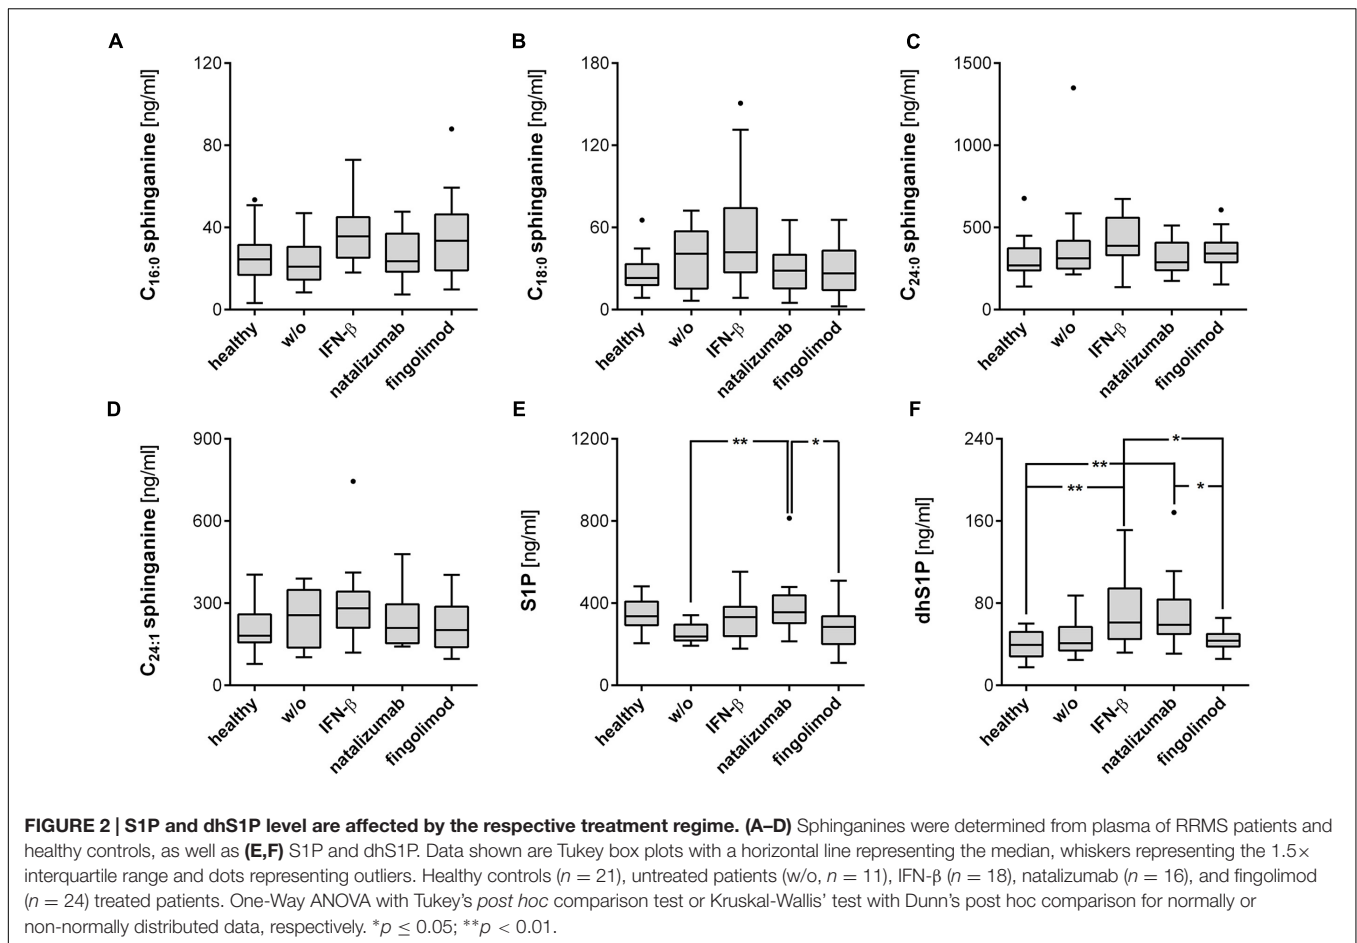 A
C16:0 sphinganine [ng/ml]
120
80
40
0
healthy
w/o
IFN-β
natalizumab
fingolimod
B
C18:0 sphinganine [ng/ml]
180
120
60
0
healthy
w/o
IFN-β
natalizumab
fingolimod
C
C24:0 sphinganine [ng/ml]
1500
1000
500
0
healthy
w/o
IFN-β
natalizumab
fingolimod
D
C24:1 sphinganine [ng/ml]
900
600
300
0
healthy
w/o
IFN-β
natalizumab
fingolimod
E
S1P [ng/ml]
1200
800
400
0
**
*
healthy
w/o
IFN-β
natalizumab
fingolimod
F
dhS1P [ng/ml]
240
160
80
0
*
**
**
*
healthy
w/o
IFN-β
natalizumab
fingolimod
FIGURE 2 | S1P and dhS1P level are affected by the respective treatment regime. (A–D) Sphinganines were determined from plasma of RRMS patients and
healthy controls, as well as (E,F) S1P and dhS1P. Data shown are Tukey box plots with a horizontal line representing the median, whiskers representing the 1.5×
interquartile range and dots representing outliers. Healthy controls (n = 21), untreated patients (w/o, n = 11), IFN-β (n = 18), natalizumab (n = 16), and fingolimod
(n = 24) treated patients. One-Way ANOVA with Tukey's post hoc comparison test or Kruskal-Wallis' test with Dunn's post hoc comparison for normally or
non-normally distributed data, respectively. *p ≤ 0.05; **p < 0.01.